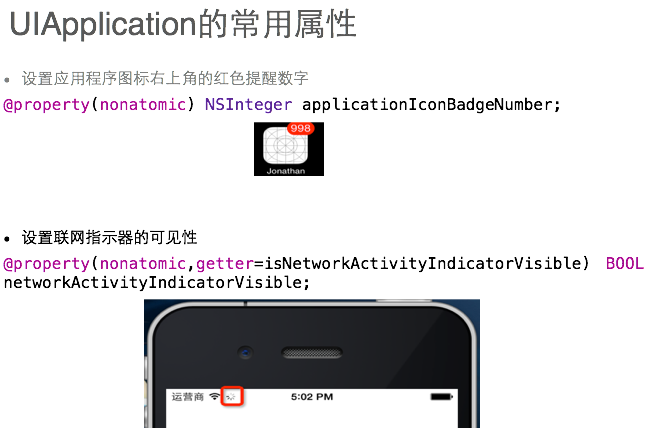 UIApplication的常用属性
• 设置应用程序图标右上角的红色提醒数字
@property(nonatomic) NSInteger applicationIconBadgeNumber;
998
Jonathan
• 设置联网指示器的可见性
@property(nonatomic,getter=isNetworkActivityIndicatorVisible) BOOL
networkActivityIndicatorVisible;
运营商 5:02 PM